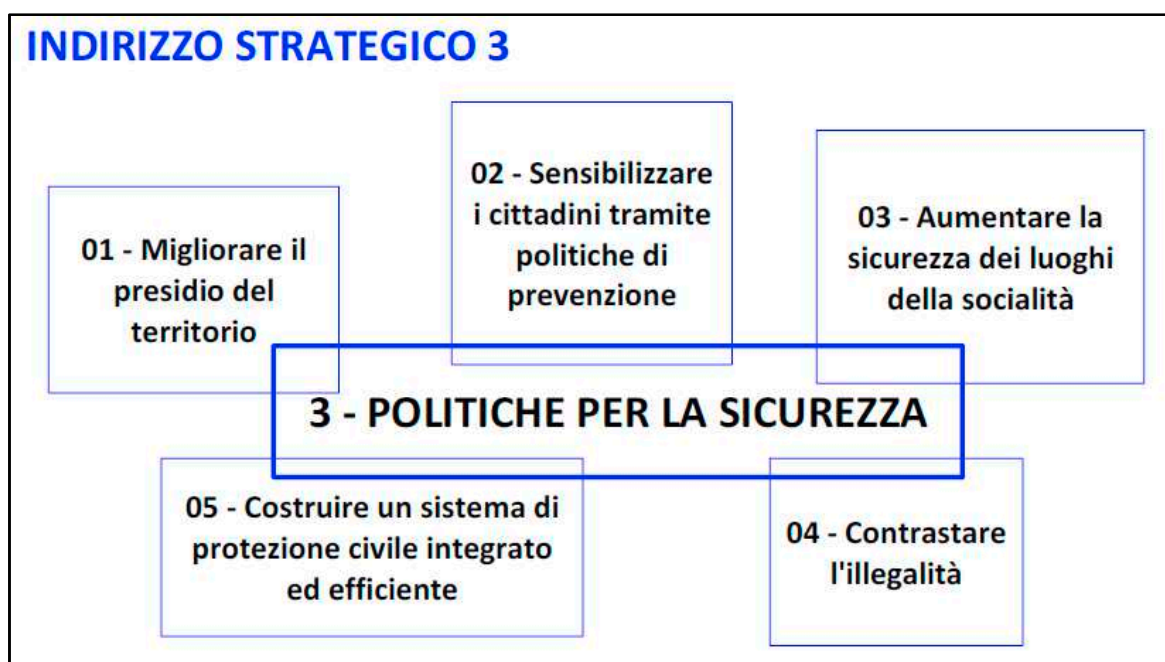 INDIRIZZO STRATEGICO 3
01 - Migliorare il
presidio del
territorio
02 - Sensibilizzare
i cittadini tramite
politiche di
prevenzione
03 - Aumentare la
sicurezza dei luoghi
della socialità
3 - POLITICHE PER LA SICUREZZA
05 - Costruire un sistema di
protezione civile integrato
ed efficiente
04 - Contrastare
l'illegalità